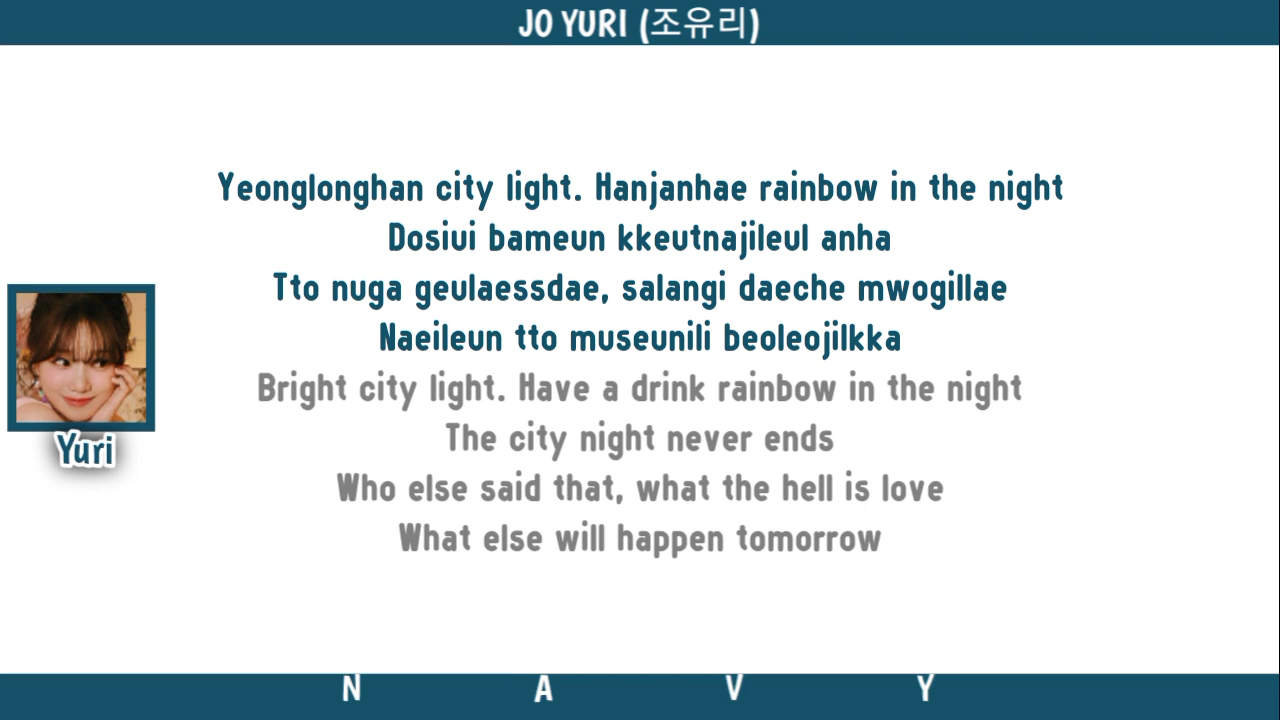 JO YURI (조유리)
Yeonglonghan city light. Hanjanhae rainbow in the night
Dosiui bameun kkeutnajileul anha
Tto nuga geulaessdae, salangi daeche mwogillae
Naeileun tto museunili beoleojilkka
Bright city light. Have a drink rainbow in the night
The city night never ends
Who else said that, what the hell is love
What else will happen tomorrow
Yuri
N A V Y